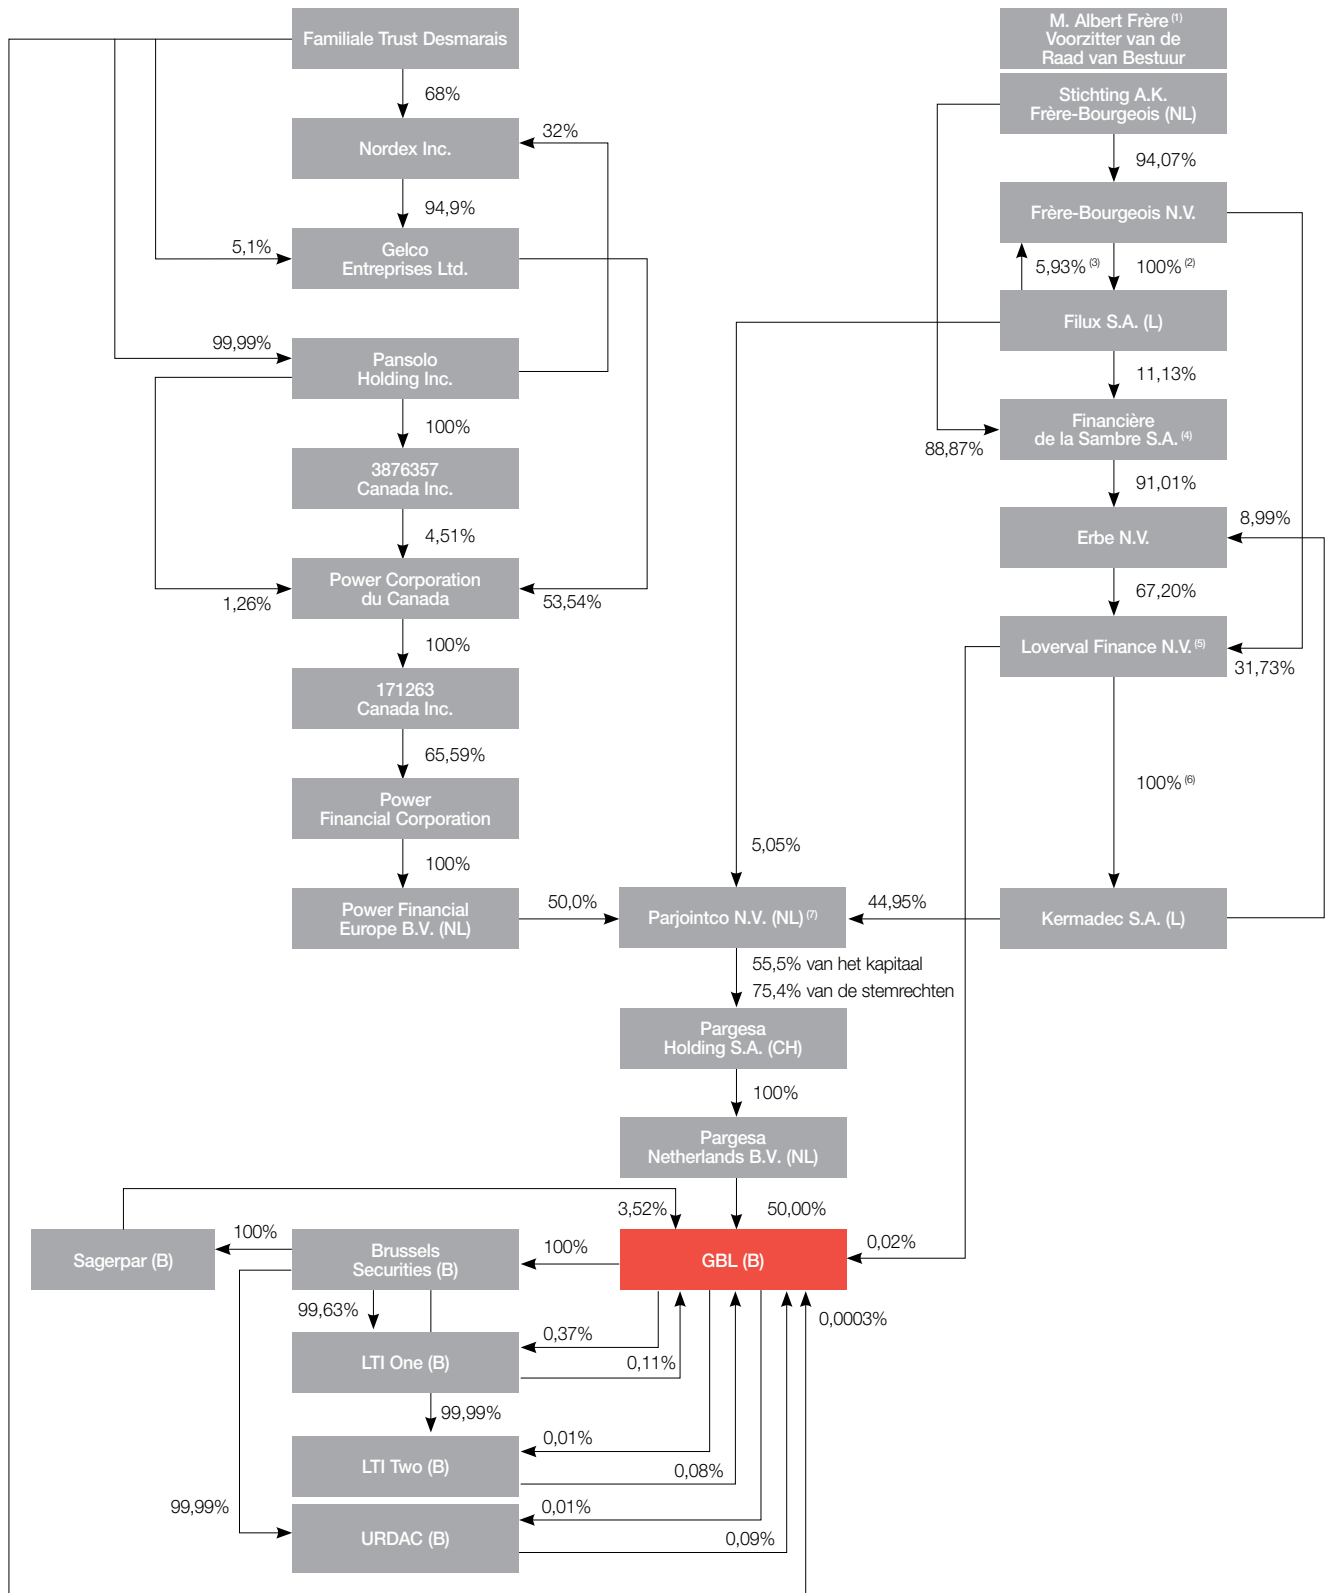 Familiale Trust Desmarais
68%
Nordex Inc.
32%
94,9%
5,1%
Gelco
Entreprises Ltd.
99,99%
Pansolo
Holding Inc.
100%
3876357
Canada Inc.
4,51%
Power Corporation
du Canada
1,26%
53,54%
100%
171263
Canada Inc.
65,59%
Power
Financial Corporation
100%
Power Financial
Europe B.V. (NL)
50,0%
M. Albert Frère (1)
Voorzitter van de
Raad van Bestuur
Stichting A.K.
Frère-Bourgeois (NL)
94,07%
Frère-Bourgeois N.V.
5,93% (3)
100% (2)
Filux S.A. (L)
11,13%
Financière
de la Sambre S.A. (4)
88,87%
91,01%
Erbe N.V.
8,99%
67,20%
Loverval Finance N.V. (5)
31,73%
100% (6)
5,05%
Parjointco N.V. (NL) (7)
44,95%
Kermadec S.A. (L)
55,5% van het kapitaal
75,4% van de stemrechten
Pargesa
Holding S.A. (CH)
100%
Pargesa
Netherlands B.V. (NL)
3,52%
50,00%
Sagerpar (B)
100%
Brussels
Securities (B)
100%
GBL (B)
0,02%
99,63%
0,37%
0,0003%
LTI One (B)
0,11%
99,99%
0,01%
LTI Two (B)
0,08%
99,99%
0,01%
URDAC (B)
0,09%